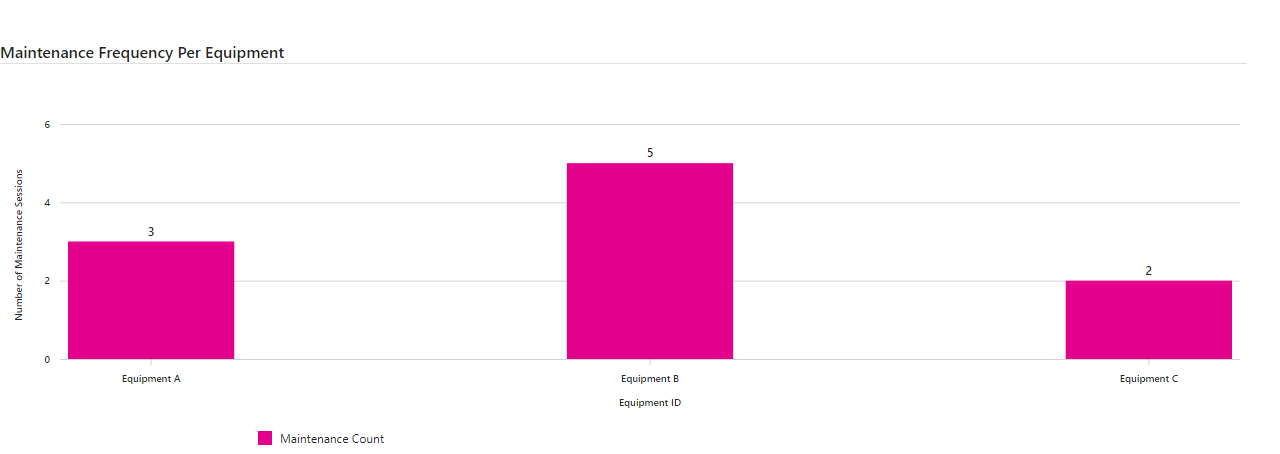 Maintenance Frequency Per Equipment
Number of Maintenance Sessions
6
4
2
0
3
5
2
Equipment A
Equipment B
Equipment C
Equipment ID
Maintenance Count